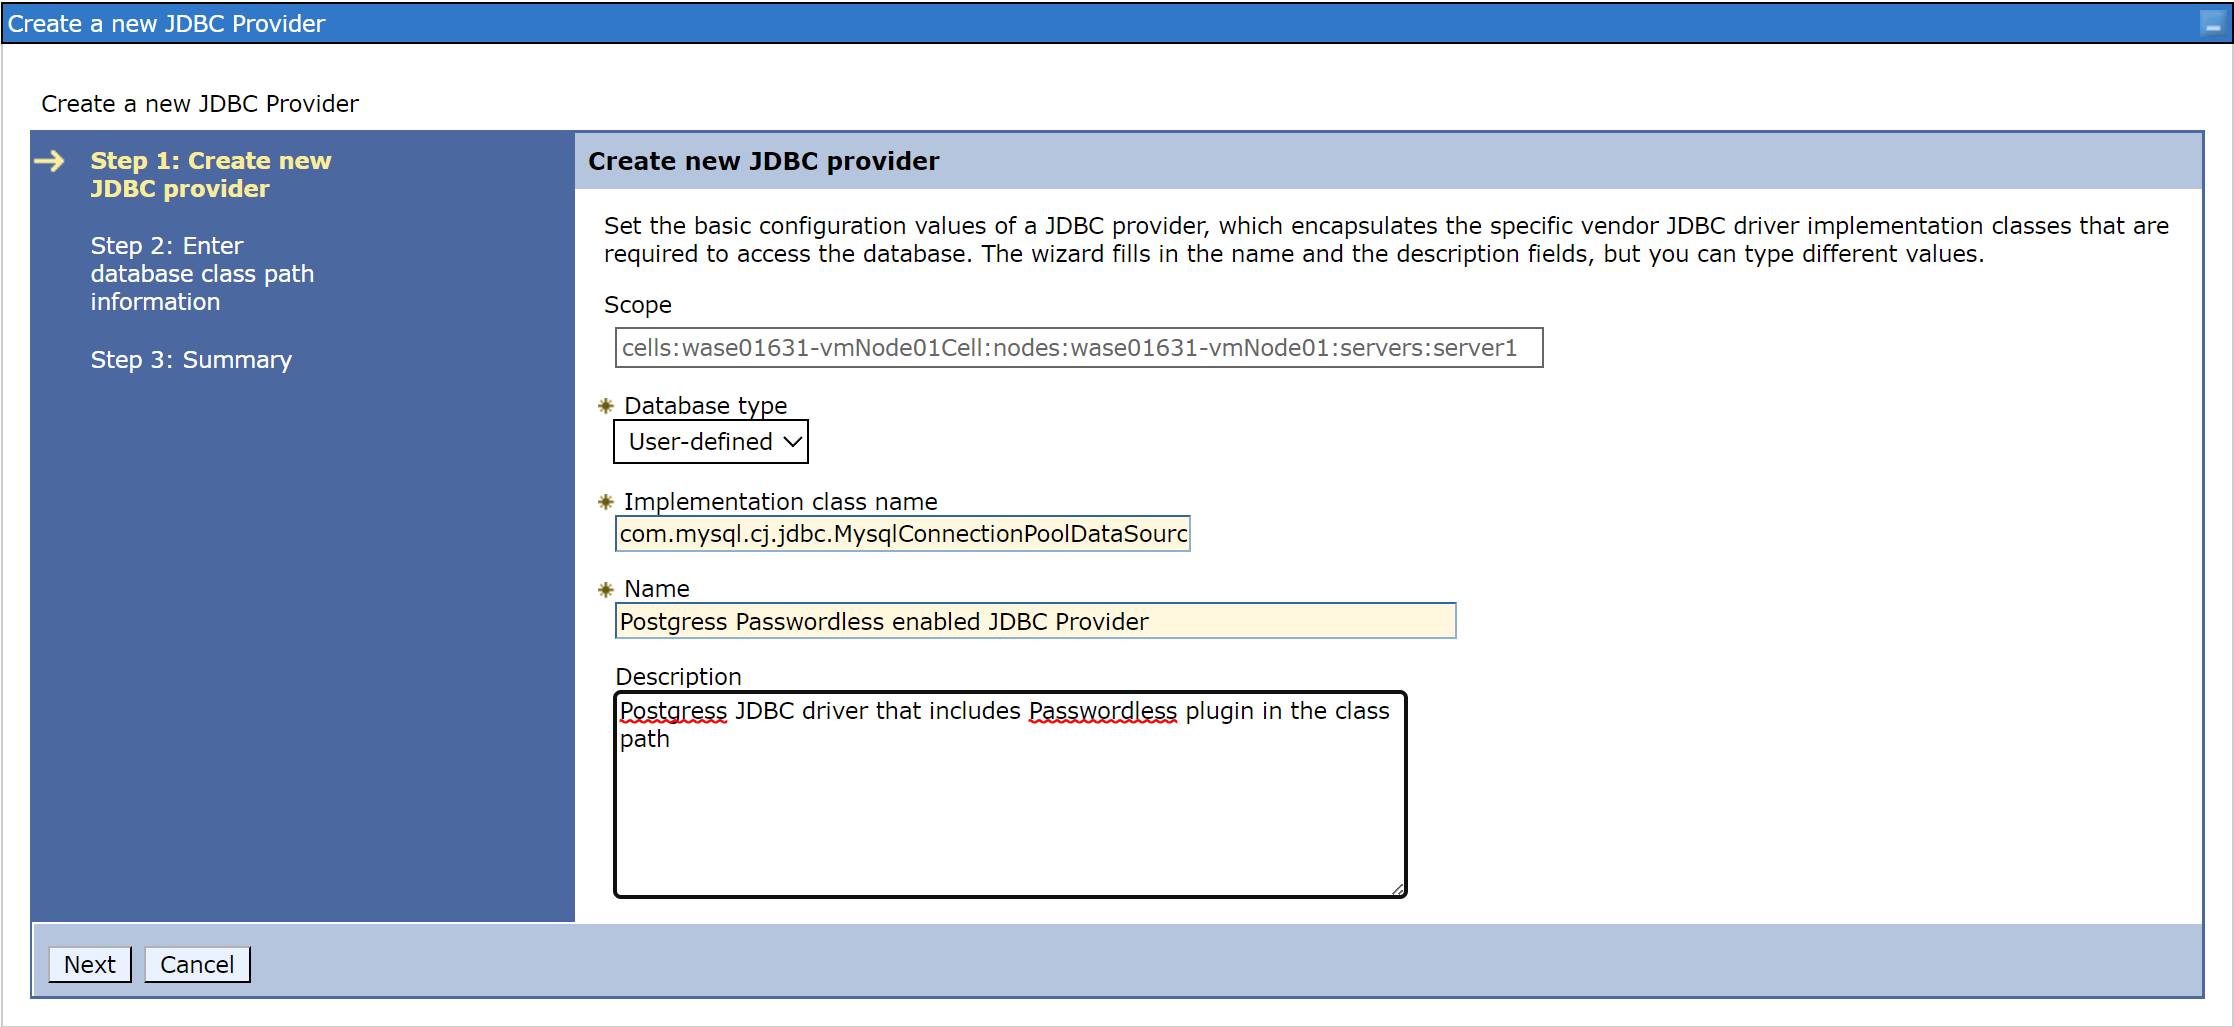 Create a new JDBC Provider
Create a new JDBC Provider
Step 1: Create new
JDBC provider
Step 2: Enter
database class path
information
Step 3: Summary
Create new JDBC provider
Set the basic configuration values of a JDBC provider, which encapsulates the specific vendor JDBC driver implementation classes that are
required to access the database. The wizard fills in the name and the description fields, but you can type different values.
Scope
cells:wase01631-vmNode01Cell:nodes:wase01631-vmNode01:servers:server1
Database type
User-defined
Implementation class name
com.mysql.cj.jdbc.MysqlConnectionPoolDataSourc
Name
Postgress Passwordless enabled JDBC Provider
Description
Postgress JDBC driver that includes Passwordless plugin in the class
path
Next Cancel